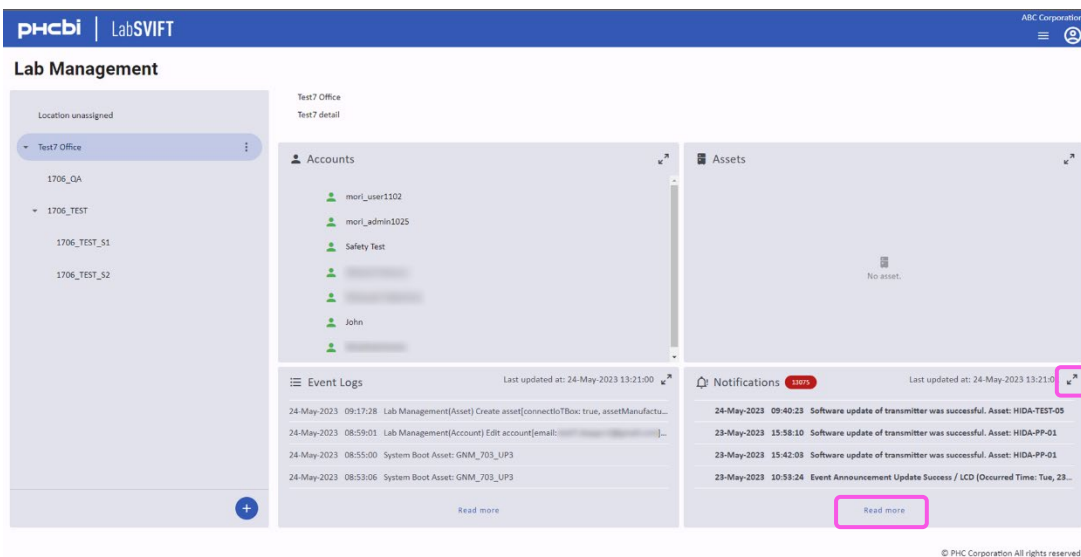 ABC Corporation
PHCbi | LabSVIFT
Lab Management
Location unassigned
Test7 Office
1706_QA
1706_TEST
1706_TEST_S1
1706_TEST_S2
Test7 Office
Test7 detail
Accounts
mori_user1102
mori_admin1025
Safety Test
John
Assets
No asset.
Event Logs
Last updated at: 24-May-2023 13:21:00
24-May-2023 09:17:28 Lab Management(Asset) Create asset[connectioTBox: true, assetManufactu...
24-May-2023 08:59:01 Lab Management(Account) Edit account[email:
24-May-2023 08:55:00 System Boot Asset: GNM_703_UP3
24-May-2023 08:53:06 System Boot Asset: GNM_703_UP3
Read more
Notifications 13075
Last updated at: 24-May-2023 13:21:0
24-May-2023 09:40:23 Software update of transmitter was successful. Asset: HIDA-TEST-05
23-May-2023 15:58:10 Software update of transmitter was successful. Asset: HIDA-PP-01
23-May-2023 15:42:03 Software update of transmitter was successful. Asset: HIDA-PP-01
23-May-2023 10:53:24 Event Announcement Update Success / LCD (Occurred Time: Tue, 23...
Read more
© PHC Corporation All rights reserved